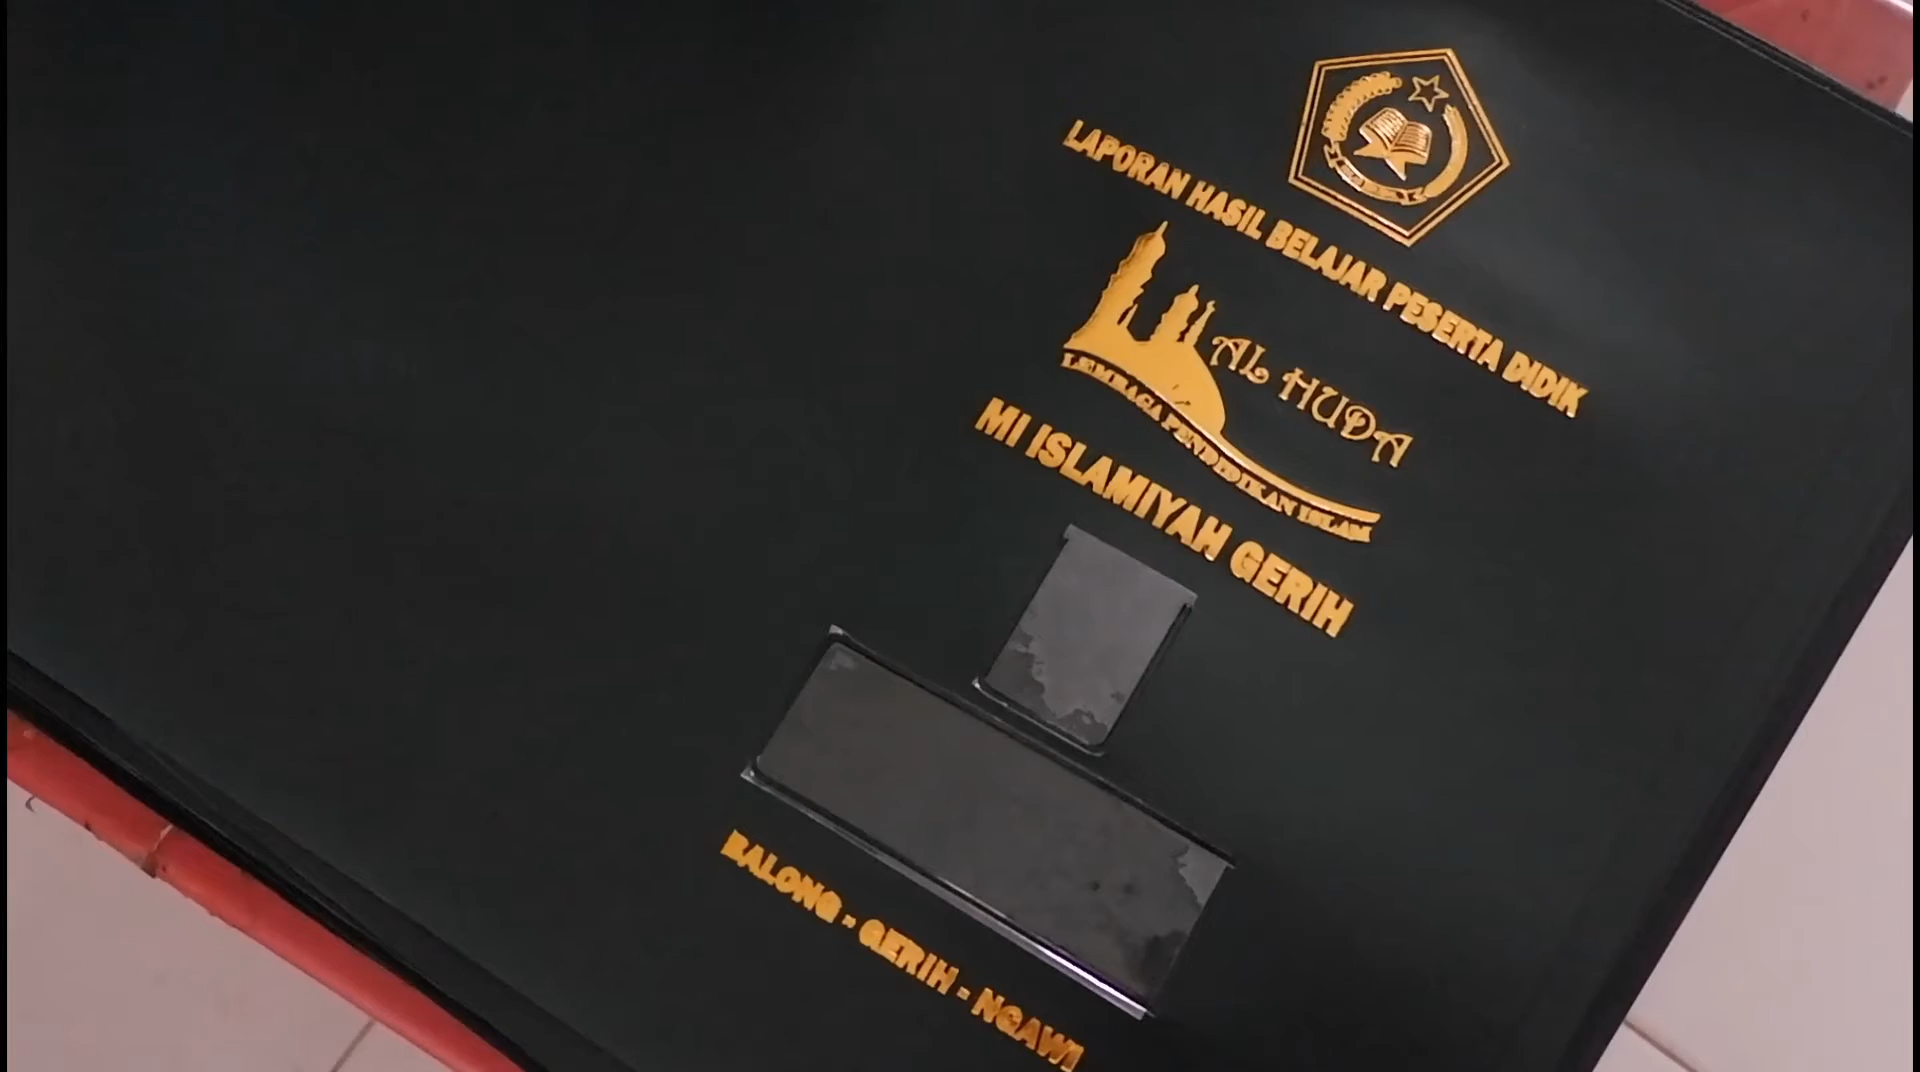 LAPORAN HASIL BELAJAR PESERTA DIDIK
AL HUDA
LEMBAGA PENDIDIKAN ISLAM
MI ISLAMIYAH GERIH
BALONG - GERIH - NGAWI